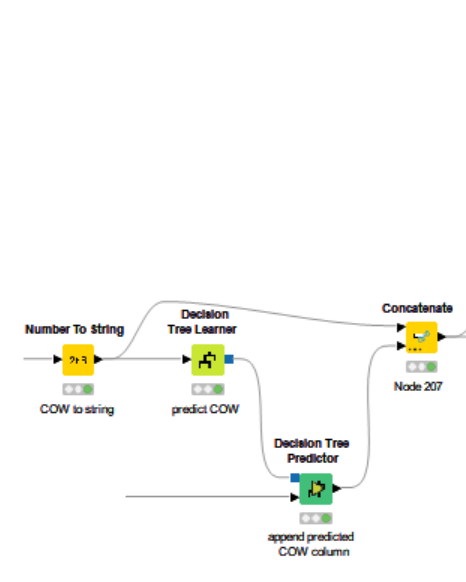 Concatenate
Decision
Tree Learner
Number To String
Node 207
COW to string
predict COW
Decision Tree
Predictor
append predicted
COW column